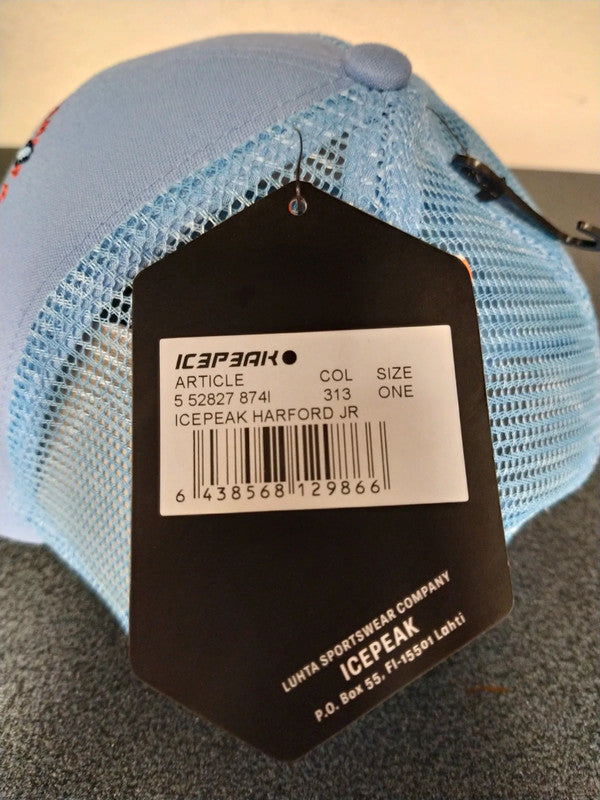 ICEPEAK
ARTICLE COL SIZE
5 52827 874I 313 ONE
ICEPEAK HARFORD JR
6 438568 129866
LUHTA SPORTSWEAR COMPANY
ICEPEAK
P.O. Box 55, FI-15501 Lahti